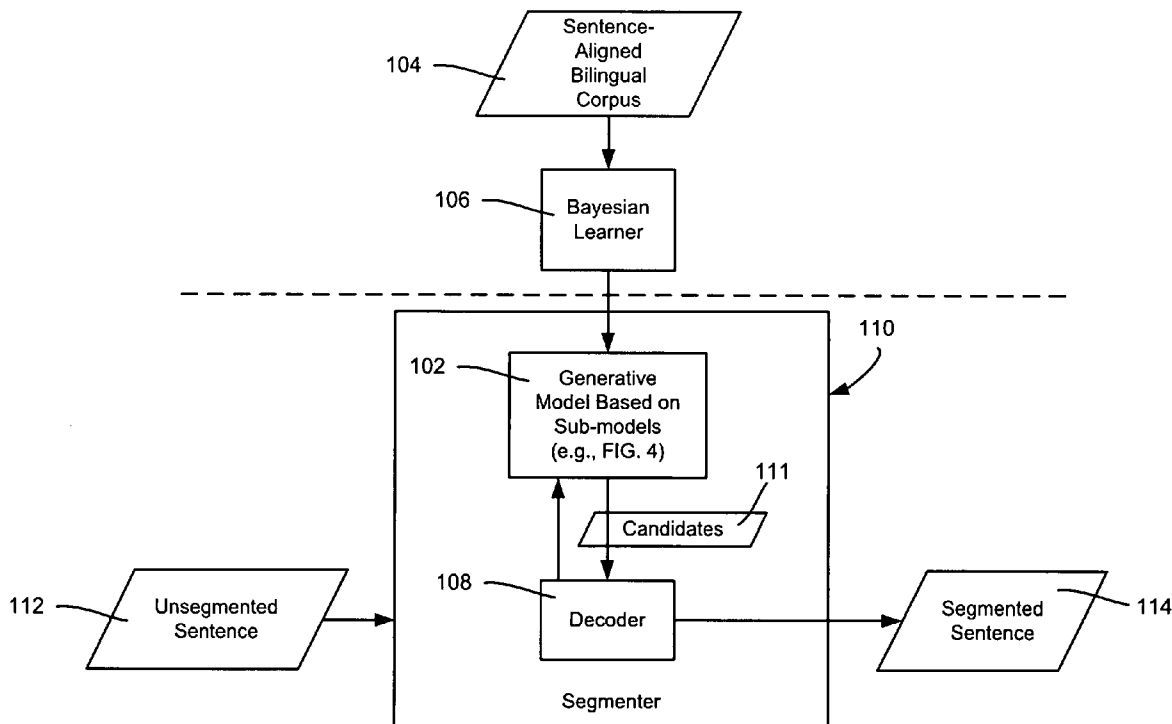 Sentence-
Aligned
Bilingual
Corpus
104
106
Bayesian
Learner
110
102
Generative
Model Based on
Sub-models
(e.g., FIG. 4)
111
Candidates
108
Decoder
112
Unsegmented
Sentence
Segmented
Sentence
114
Segmenter